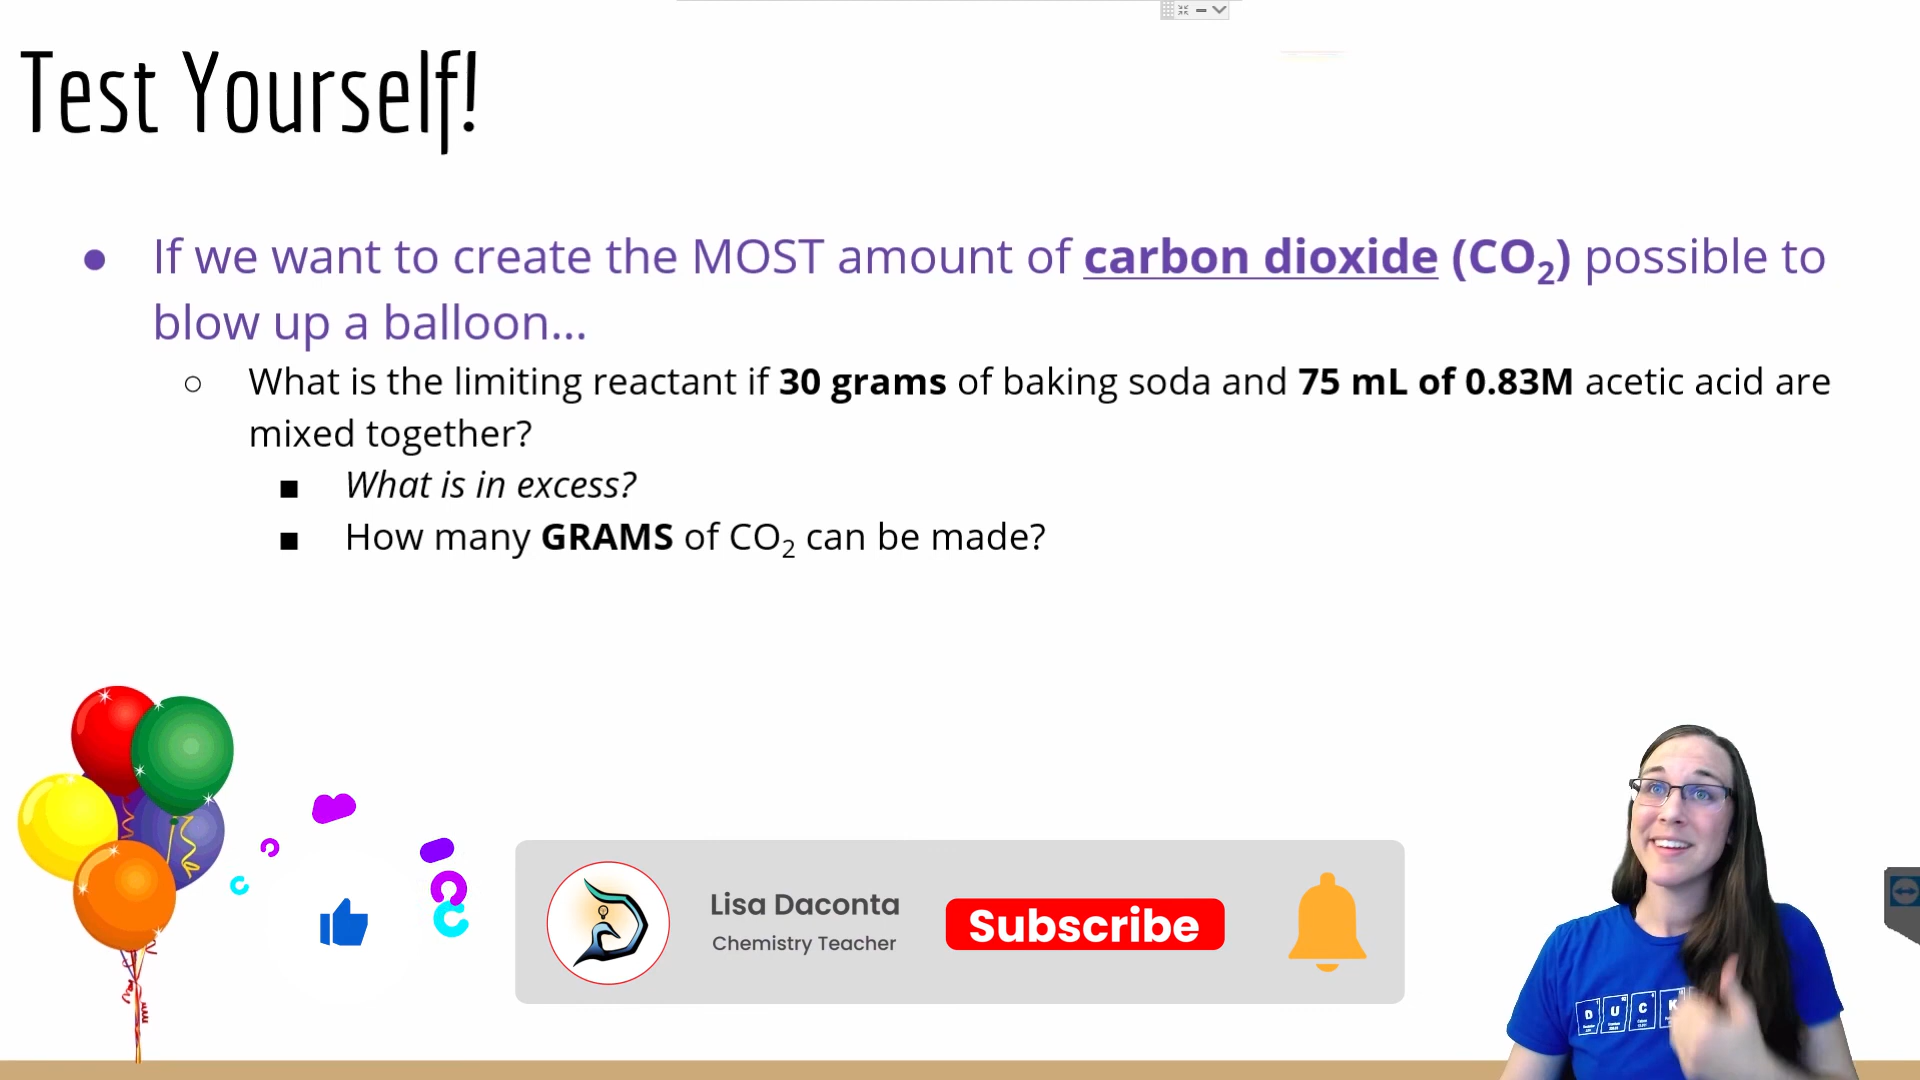 Test Yourself!
● If we want to create the MOST amount of carbon dioxide (CO₂) possible to
blow up a balloon...
○ What is the limiting reactant if 30 grams of baking soda and 75 mL of 0.83M acetic acid are
mixed together?
■ What is in excess?
■ How many GRAMS of CO₂ can be made?
Lisa Daconta
Chemistry Teacher
Subscribe
D U C K